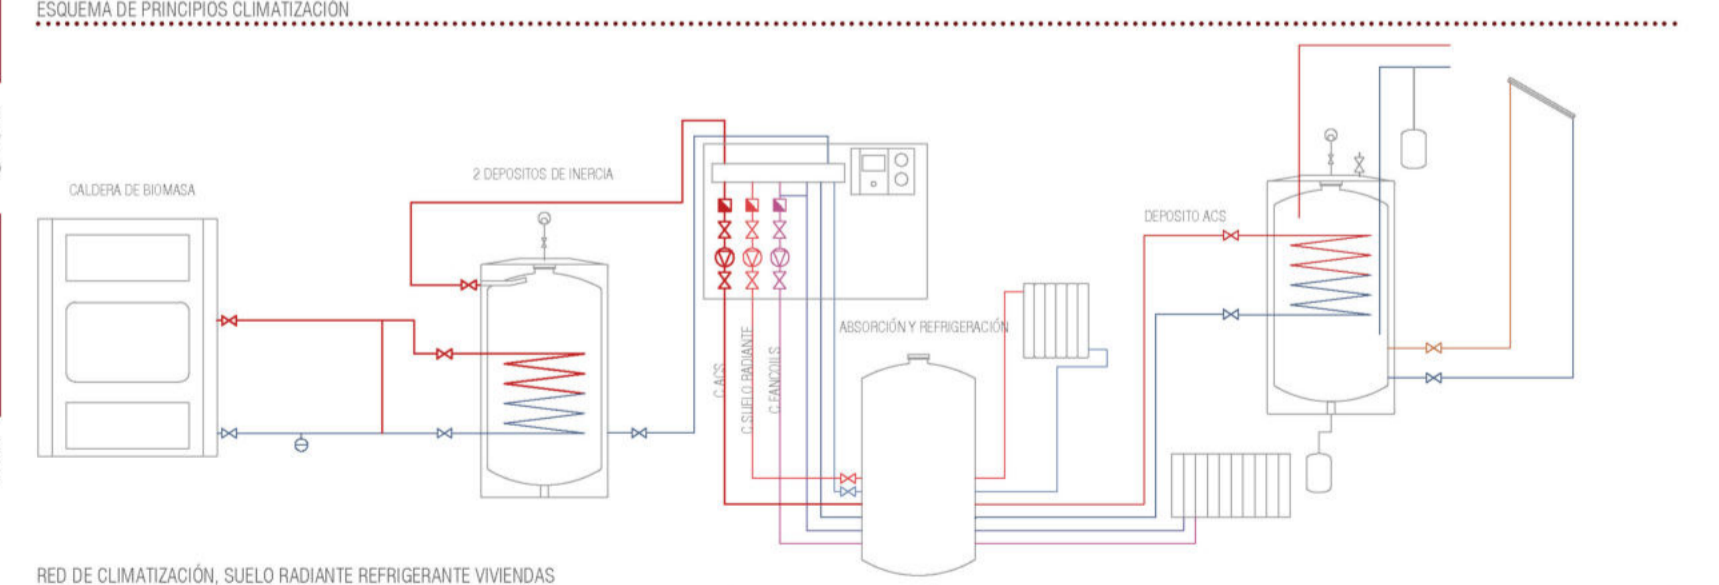 ESQUEMA DE PRINCIPIOS CLIMATIZACIÓN
CALDERA DE BIOMASA
2 DEPOSITOS DE INERCIA
DEPOSITO ACS
ABSORCIÓN Y REFRIGERACIÓN
C.ACS
C.SUELO RADIANTE
C.FANCOILS
RED DE CLIMATIZACIÓN, SUELO RADIANTE REFRIGERANTE VIVIENDAS